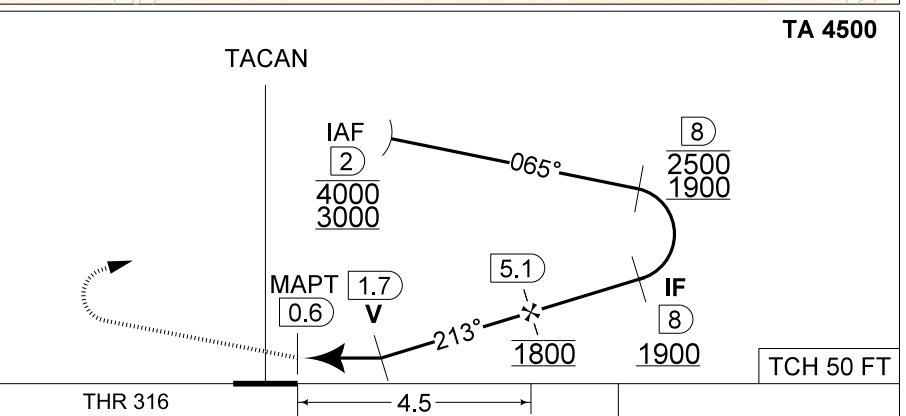 TA 4500
TACAN
IAF
2
4000
3000
065°
8
2500
1900
MAPT
0.6
1.7
V
213°
5.1
1800
IF
8
1900
TCH 50 FT
THR 316
4.5